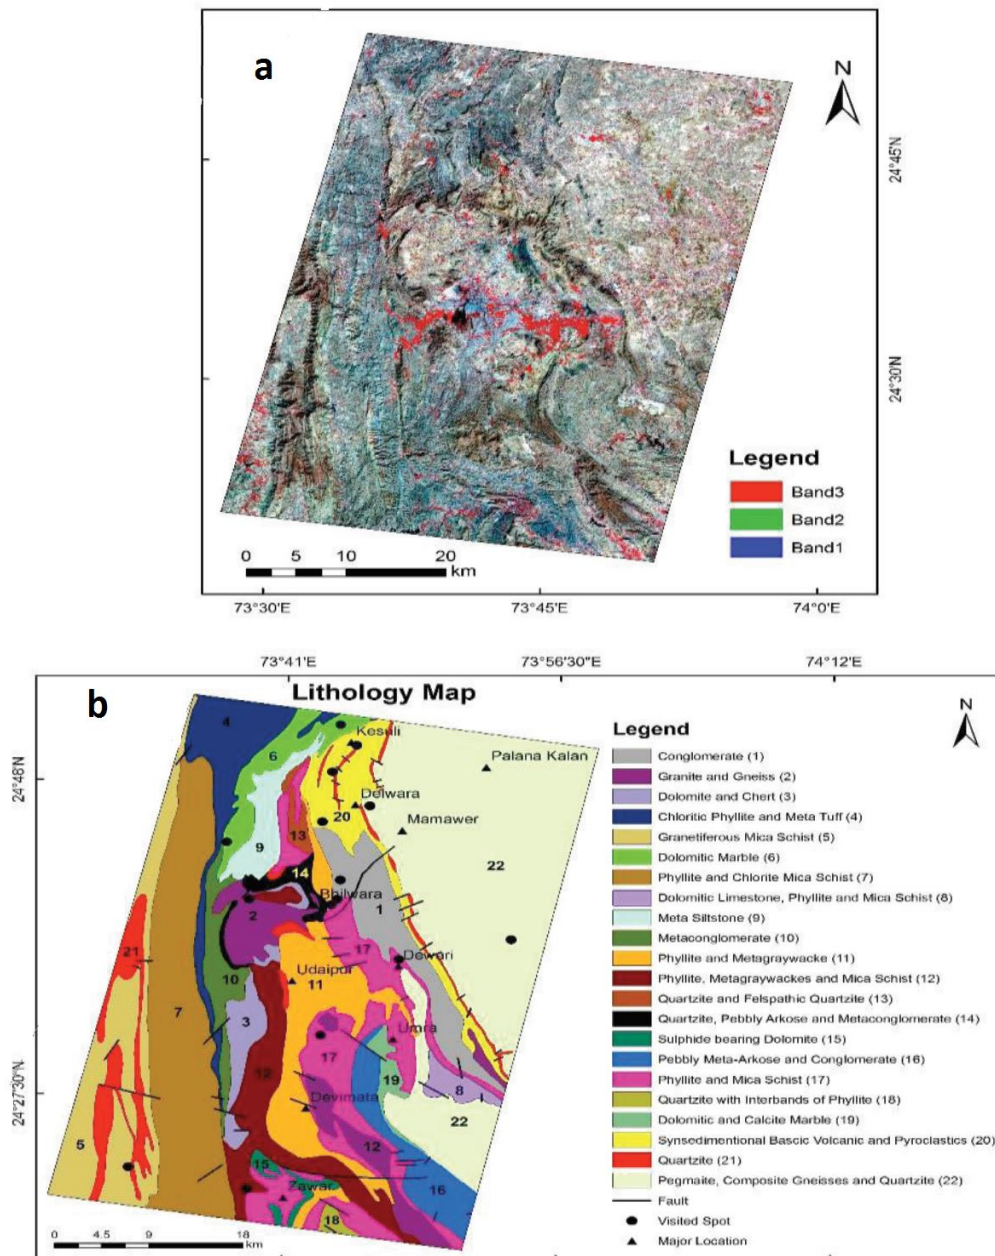 a
N
24°45'N
24°30'N
Legend
Band3
Band2
Band1
0 5 10 20
km
73°30'E 73°45'E 74°0'E
73°41'E 73°56'30"E 74°12'E
b
Lithology Map
N
24°48'N
24°27'30"N
4
Kesuli
6
Palana Kalan
Delwara
20
Mamawer
13
9
22
14
Bhilwara
2
1
17
21
Dewari
Udaipur
11
10
7
3
Umra
17
12
19
8
Devimata
22
5
12
15
16
Zawar
18
0 4.5 9 18
km
Legend
Conglomerate (1)
Granite and Gneiss (2)
Dolomite and Chert (3)
Chloritic Phyllite and Meta Tuff (4)
Granetiferous Mica Schist (5)
Dolomitic Marble (6)
Phyllite and Chlorite Mica Schist (7)
Dolomitic Limestone, Phyllite and Mica Schist (8)
Meta Siltstone (9)
Metaconglomerate (10)
Phyllite and Metagraywacke (11)
Phyllite, Metagraywackes and Mica Schist (12)
Quartzite and Felspathic Quartzite (13)
Quartzite, Pebbly Arkose and Metaconglomerate (14)
Sulphide bearing Dolomite (15)
Pebbly Meta-Arkose and Conglomerate (16)
Phyllite and Mica Schist (17)
Quartzite with Interbands of Phyllite (18)
Dolomitic and Calcite Marble (19)
Synsedimentional Bascic Volcanic and Pyroclastics (20)
Quartzite (21)
Pegmaite, Composite Gneisses and Quartzite (22)
Fault
Visited Spot
Major Location